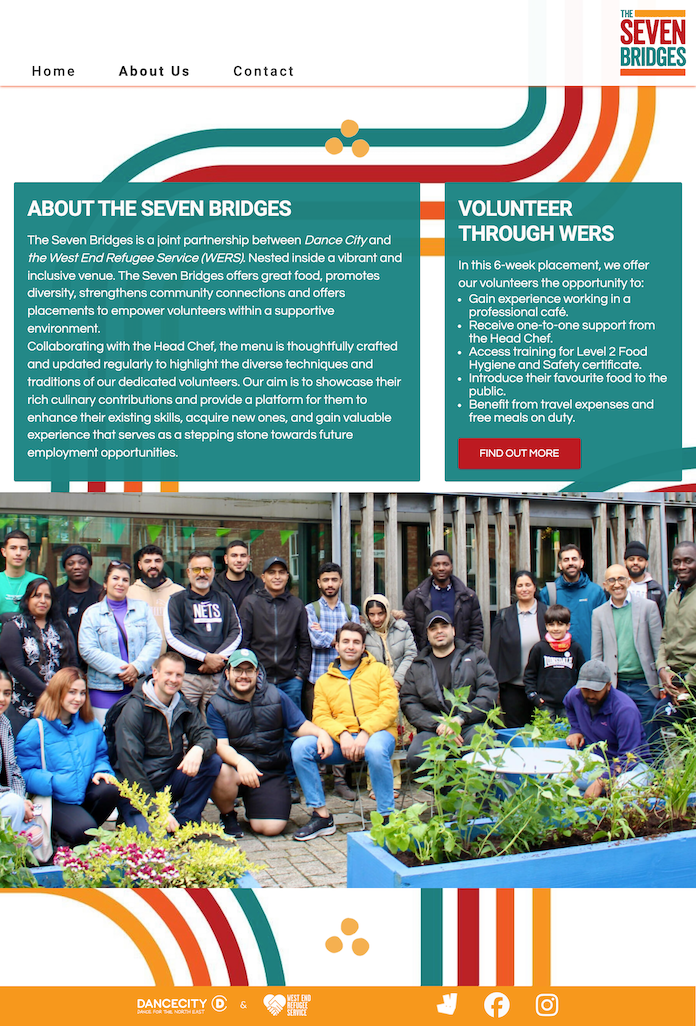 THE
SEVEN
BRIDGES
Home
About Us
Contact
ABOUT THE SEVEN BRIDGES
The Seven Bridges is a joint partnership between Dance City and
the West End Refugee Service (WERS). Nested inside a vibrant and
inclusive venue. The Seven Bridges offers great food, promotes
diversity, strengthens community connections and offers
placements to empower volunteers within a supportive
environment.
Collaborating with the Head Chef, the menu is thoughtfully crafted
and updated regularly to highlight the diverse techniques and
traditions of our dedicated volunteers. Our aim is to showcase their
rich culinary contributions and provide a platform for them to
enhance their existing skills, acquire new ones, and gain valuable
experience that serves as a stepping stone towards future
employment opportunities.
VOLUNTEER
THROUGH WERS
In this 6-week placement, we offer
our volunteers the opportunity to:
• Gain experience working in a
professional café.
• Receive one-to-one support from
the Head Chef.
• Access training for Level 2 Food
Hygiene and Safety certificate.
• Introduce their favourite food to the
public.
• Benefit from travel expenses and
free meals on duty.
FIND OUT MORE
NETS
LONSDALE
DANCECITY D
DANCE FOR THE NORTH EAST
&
WEST END
REFUGEE
SERVICE